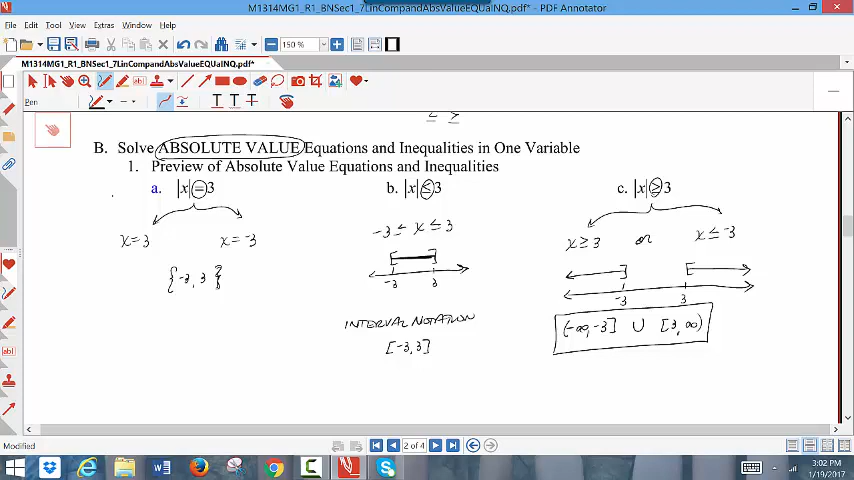 M1314MG1_R1_BNSec1_7LinCompandAbsValueEQUaINQ.pdf* - PDF Annotator
File Edit Tool View Extras Window Help
150 %
M1314MG1_R1_BNSec1_7LinCompandAbsValueEQUaINQ.pdf*
Pen
≤ ≥
B. Solve ABSOLUTE VALUE Equations and Inequalities in One Variable
1. Preview of Absolute Value Equations and Inequalities
a. |x| = 3 b. |x| ≤ 3 c. |x| ≥ 3
x=3 x=-3
{-3, 3}
-3 ≤ x ≤ 3
-3 3
INTERVAL NOTATION
[-3,3]
x ≥ 3 or x ≤ -3
-3 3
(-∞,-3] ∪ [3,∞)
Modified
2 of 4
3:02 PM
1/19/2017